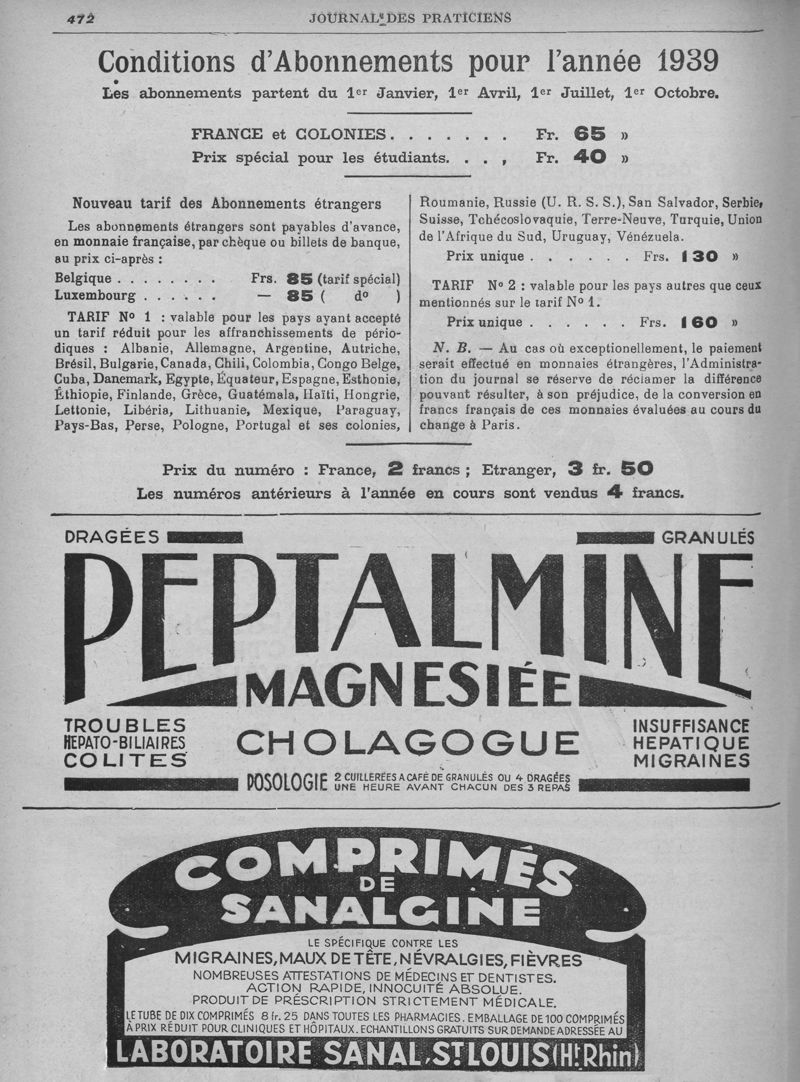 472
JOURNAL DES PRATICIENS
Conditions d'Abonnements pour l'année 1939
Les abonnements partent du 1er Janvier, 1er Avril, 1er Juillet, 1er Octobre.
FRANCE et COLONIES. . . . . . . Fr. 65 »
Prix spécial pour les étudiants. . . , Fr. 40 »
Nouveau tarif des Abonnements étrangers
Les abonnements étrangers sont payables d'avance,
en monnaie française, par chèque ou billets de banque,
au prix ci-après :
Belgique . . . . . . . . Frs. 85 (tarif spécial)
Luxembourg . . . . . . — 85 ( do )
TARIF No 1 : valable pour les pays ayant accepté
un tarif réduit pour les affranchissements de pério-
diques : Albanie, Allemagne, Argentine, Autriche,
Brésil, Bulgarie, Canada, Chili, Colombia, Congo Belge,
Cuba, Danemark, Egypte, Équateur, Espagne, Esthonie,
Éthiopie, Finlande, Grèce, Guatémala, Haïti, Hongrie,
Lettonie, Libéria, Lithuanie, Mexique, Paraguay,
Pays-Bas, Perse, Pologne, Portugal et ses colonies,
Roumanie, Russie (U. R. S. S.), San Salvador, Serbie,
Suisse, Tchécoslovaquie, Terre-Neuve, Turquie, Union
de l'Afrique du Sud, Uruguay, Vénézuela.
Prix unique . . . . . . Frs. 130 »
TARIF No 2 : valable pour les pays autres que ceux
mentionnés sur le tarif No 1.
Prix unique . . . . . . Frs. 160 »
N. B. — Au cas où exceptionellement, le paiement
serait effectué en monnaies étrangères, l'Administra-
tion du journal se réserve de réclamer la différence
pouvant résulter, à son préjudice, de la conversion en
francs français de ces monnaies évaluées au cours du
change à Paris.
Prix du numéro : France, 2 francs ; Etranger, 3 fr. 50
Les numéros antérieurs à l'année en cours sont vendus 4 francs.
DRAGÉES
GRANULÉS
PEPTALMINE
MAGNESIÉE
TROUBLES
HEPATO-BILIAIRES
COLITES
CHOLAGOGUE
INSUFFISANCE
HEPATIQUE
MIGRAINES
POSOLOGIE 2 CUILLERÉES A CAFÉ DE GRANULÉS OU 4 DRAGÉES
UNE HEURE AVANT CHACUN DES 3 REPAS
COMPRIMÉS
DE
SANALGINE
LE SPÉCIFIQUE CONTRE LES
MIGRAINES, MAUX DE TÊTE, NÉVRALGIES, FIÈVRES
NOMBREUSES ATTESTATIONS DE MÉDECINS ET DENTISTES.
ACTION RAPIDE, INNOCUITÉ ABSOLUE.
PRODUIT DE PRÉSCRIPTION STRICTEMENT MÉDICALE.
LE TUBE DE DIX COMPRIMÉS 8 fr. 25 DANS TOUTES LES PHARMACIES. EMBALLAGE DE 100 COMPRIMÉS
A PRIX RÉDUIT POUR CLINIQUES ET HÔPITAUX. ECHANTILLONS GRATUITS SUR DEMANDE ADRESSÉE AU
LABORATOIRE SANAL, ST LOUIS (Ht Rhin)